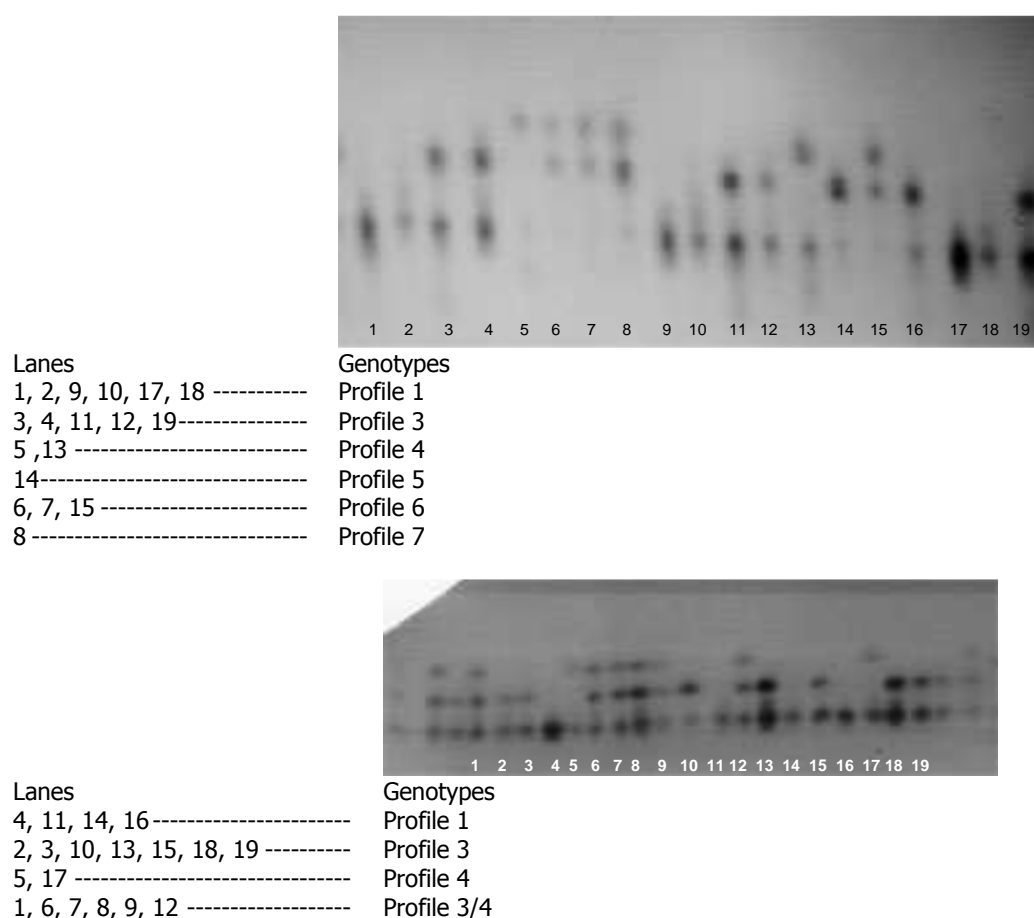 1 2 3 4 5 6 7 8 9 10 11 12 13 14 15 16 17 18 19
Lanes Genotypes
1, 2, 9, 10, 17, 18 ----------- Profile 1
3, 4, 11, 12, 19--------------- Profile 3
5 ,13 --------------------------- Profile 4
14------------------------------- Profile 5
6, 7, 15 ------------------------ Profile 6
8 -------------------------------- Profile 7
1 2 3 4 5 6 7 8 9 10 11 12 13 14 15 16 17 18 19
Lanes Genotypes
4, 11, 14, 16----------------------- Profile 1
2, 3, 10, 13, 15, 18, 19 ---------- Profile 3
5, 17 -------------------------------- Profile 4
1, 6, 7, 8, 9, 12 ------------------- Profile 3/4